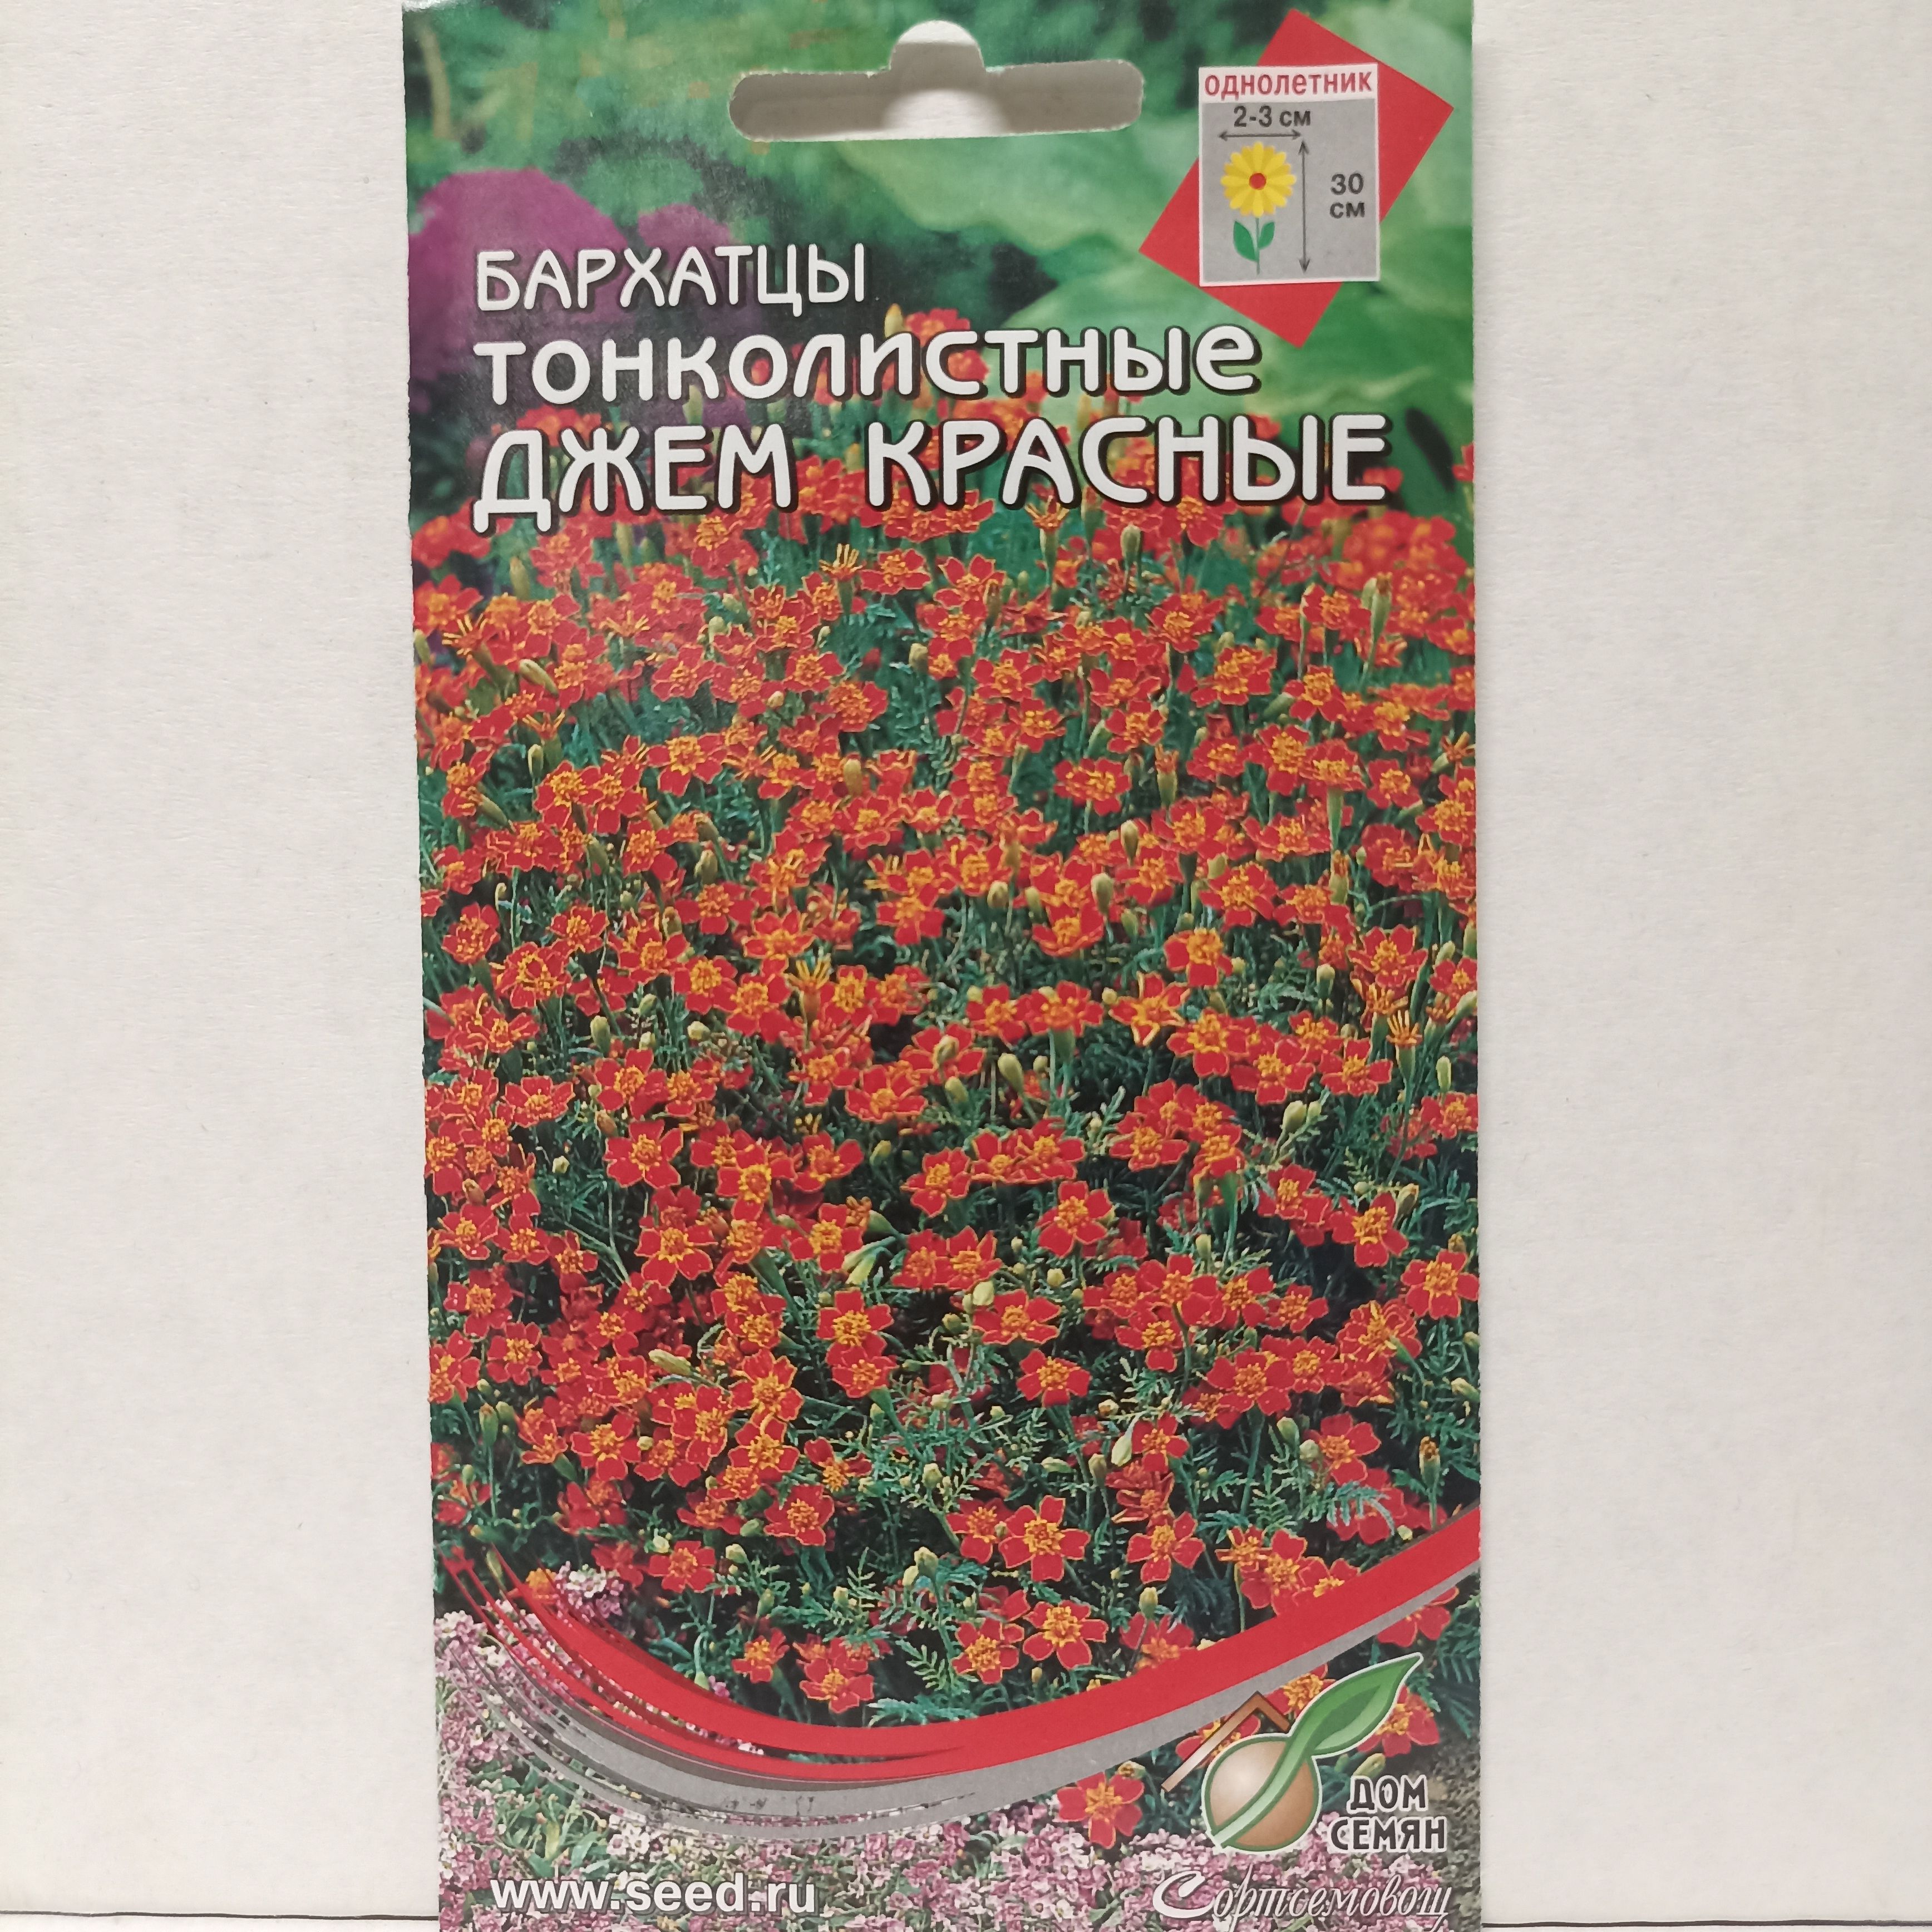 однолетник
2-3 см
30
см
БАРХАТЦЫ
ТОНКОЛИСТНЫЕ
ДЖЕМ КРАСНЫЕ
ДОМ
СЕМЯН
www.seed.ru
Сортсемовощ